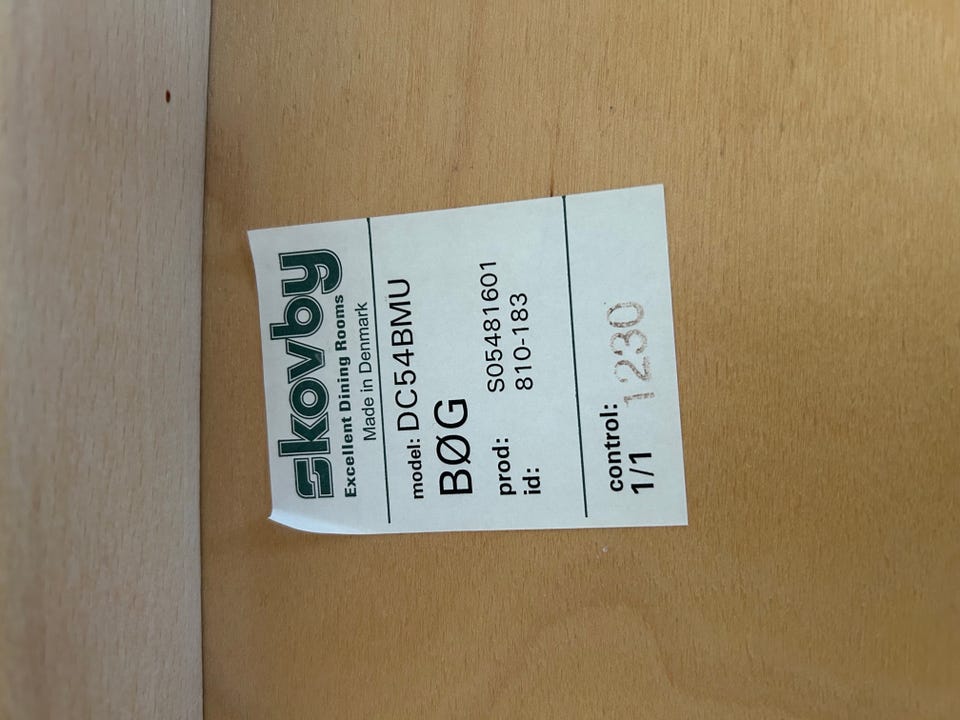 Skovby
Excellent Dining Rooms
Made in Denmark
model: DC54BMU
BØG
prod: S05481601
id: 810-183
control:
1/1 1230